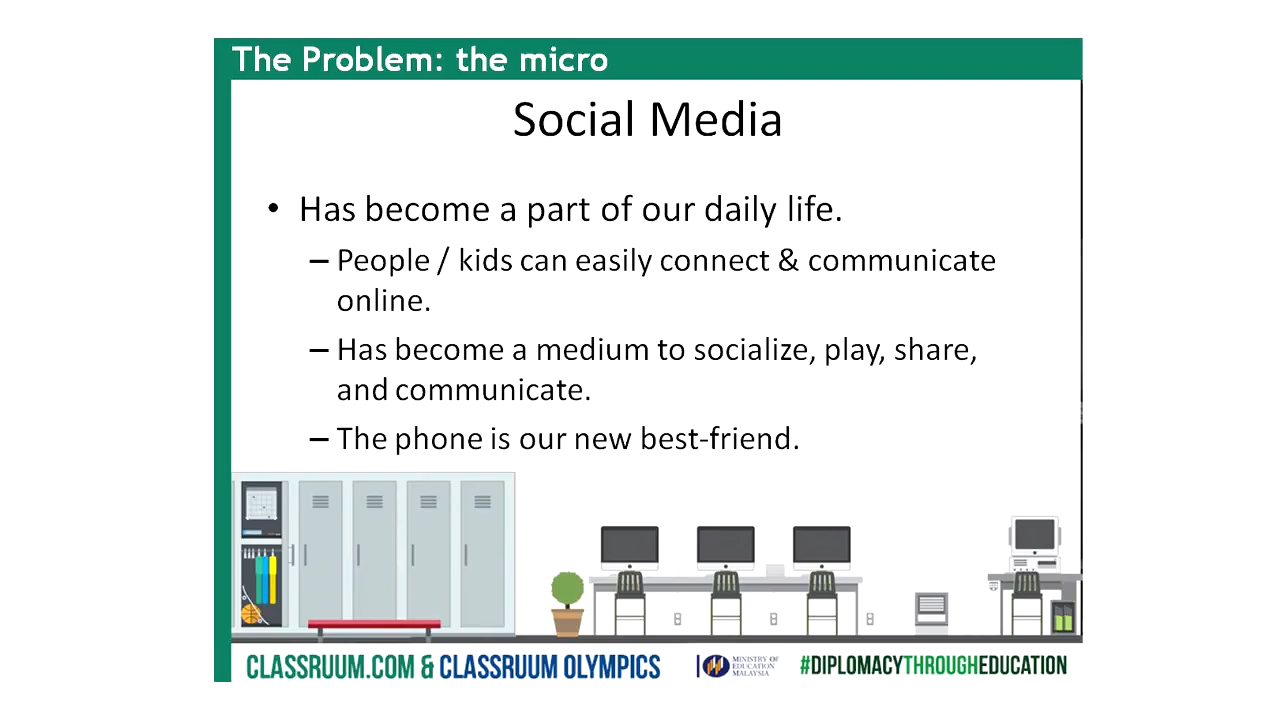 The Problem: the micro
Social Media
• Has become a part of our daily life.
– People / kids can easily connect & communicate
online.
– Has become a medium to socialize, play, share,
and communicate.
– The phone is our new best-friend.
CLASSRUUM.COM & CLASSRUUM OLYMPICS
MINISTRY OF
EDUCATION
MALAYSIA
#DIPLOMACYTHROUGHEDUCATION